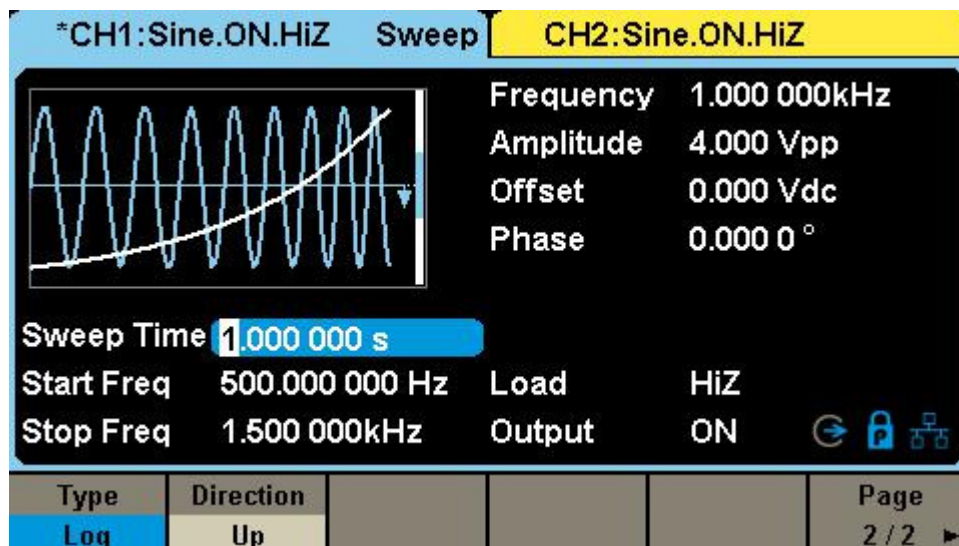 *CH1:Sine.ON.HiZ Sweep CH2:Sine.ON.HiZ
Frequency 1.000 000kHz
Amplitude 4.000 Vpp
Offset 0.000 Vdc
Phase 0.000 0 °
Sweep Time 1.000 000 s
Start Freq 500.000 000 Hz Load HiZ
Stop Freq 1.500 000kHz Output ON P
Type Direction Page
Log Up 2 / 2